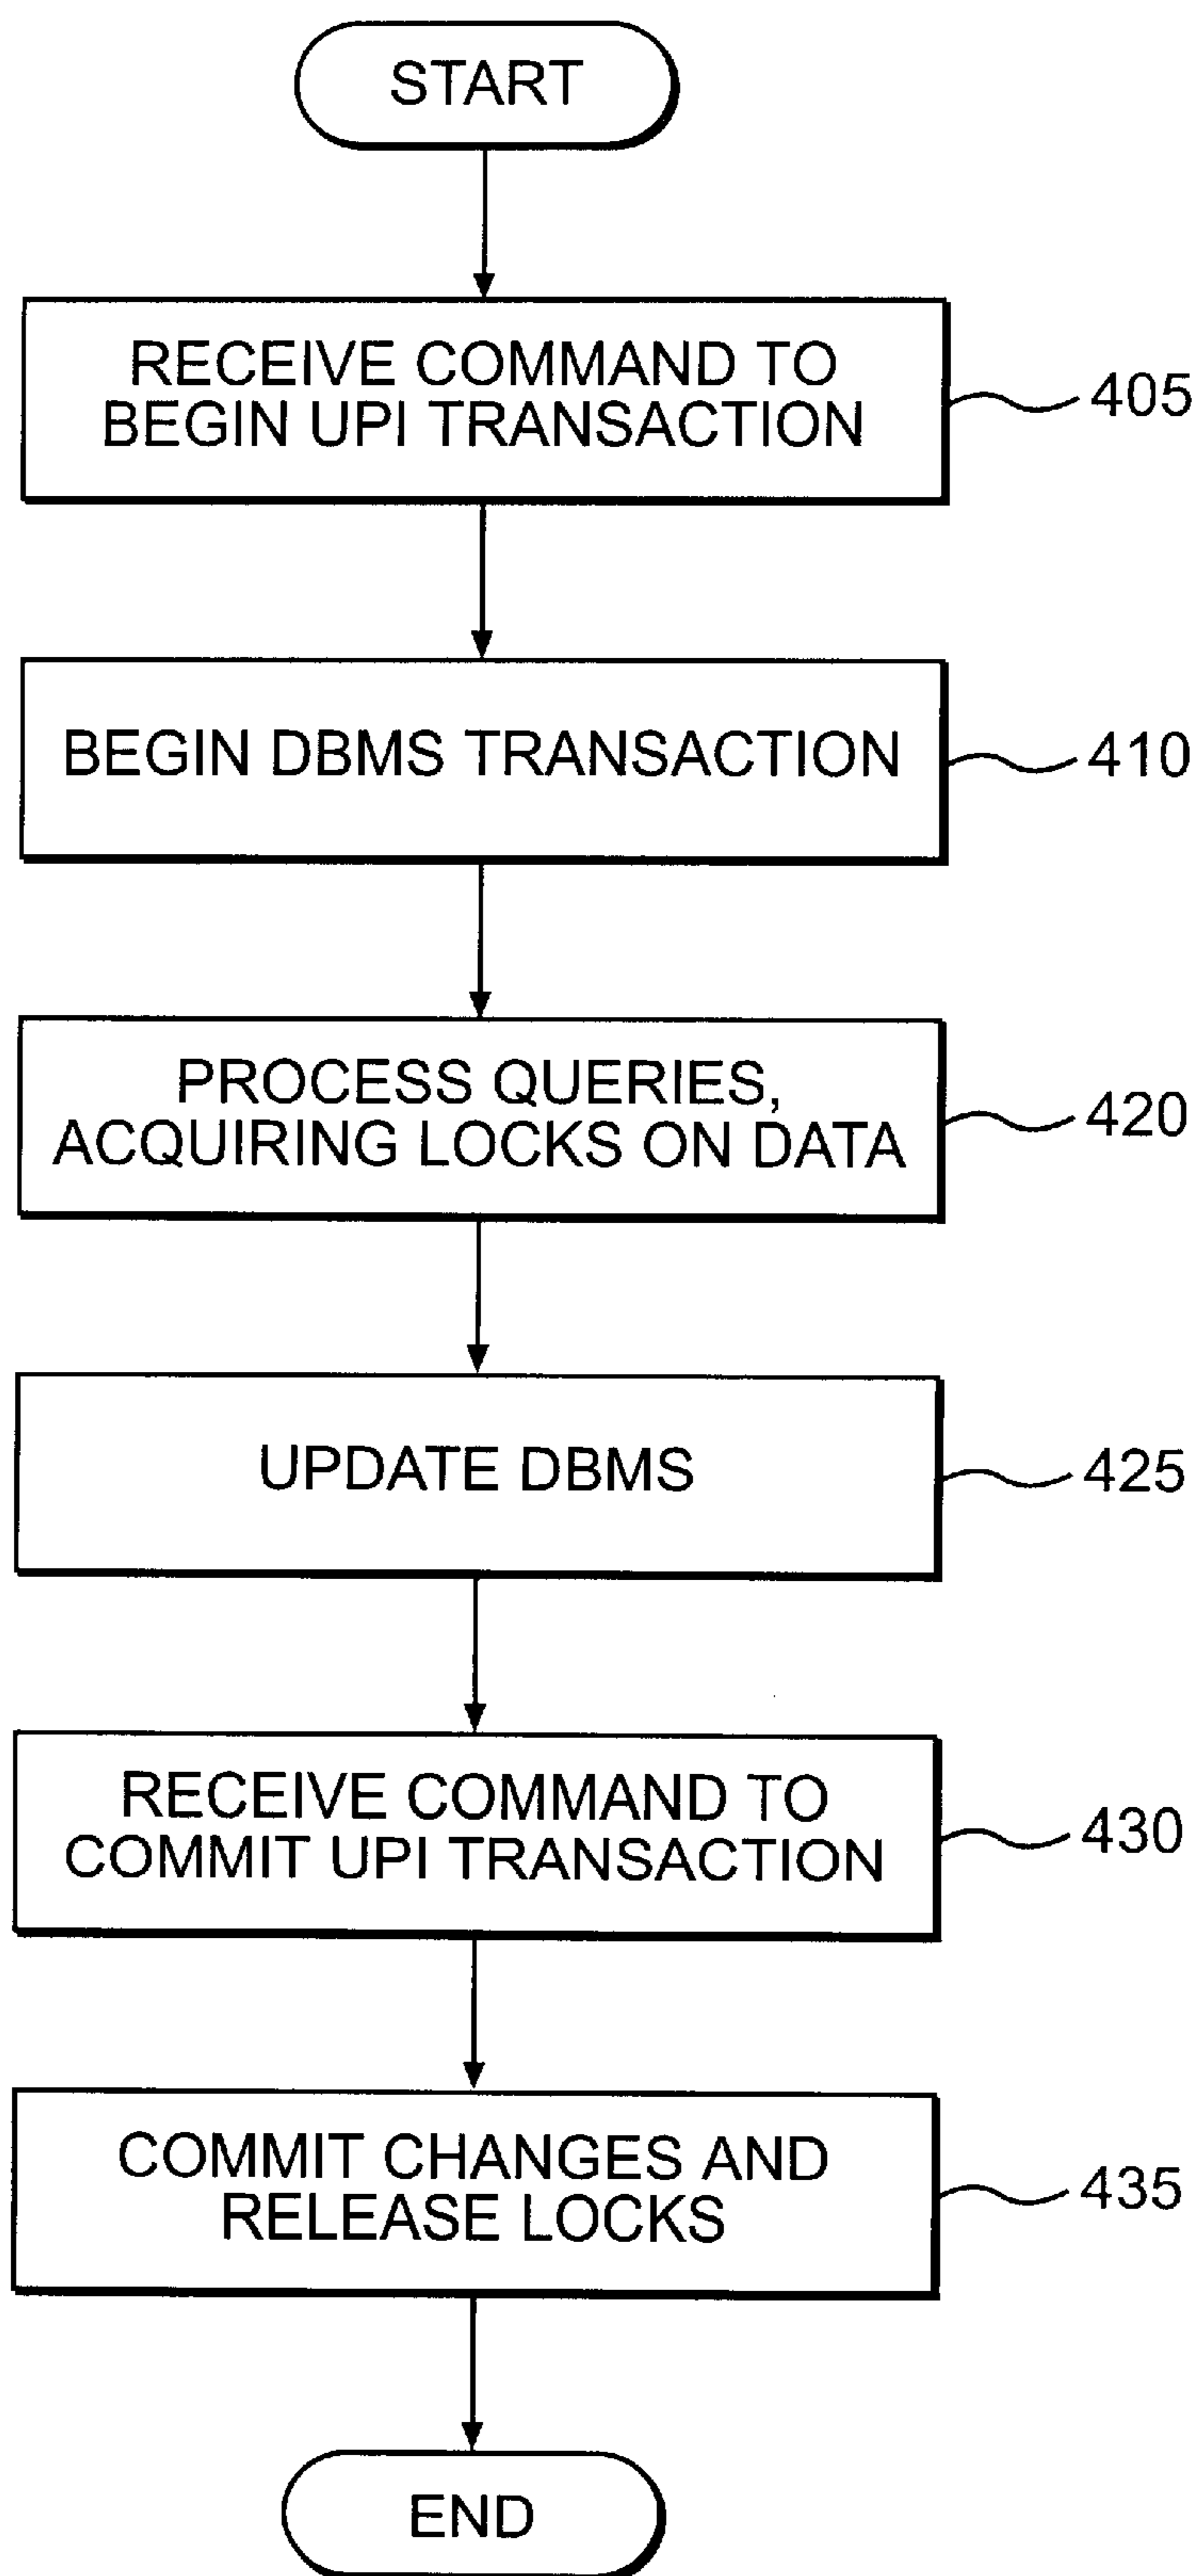 START
RECEIVE COMMAND TO
BEGIN UPI TRANSACTION
405
BEGIN DBMS TRANSACTION
410
PROCESS QUERIES,
ACQUIRING LOCKS ON DATA
420
UPDATE DBMS
425
RECEIVE COMMAND TO
COMMIT UPI TRANSACTION
430
COMMIT CHANGES AND
RELEASE LOCKS
435
END